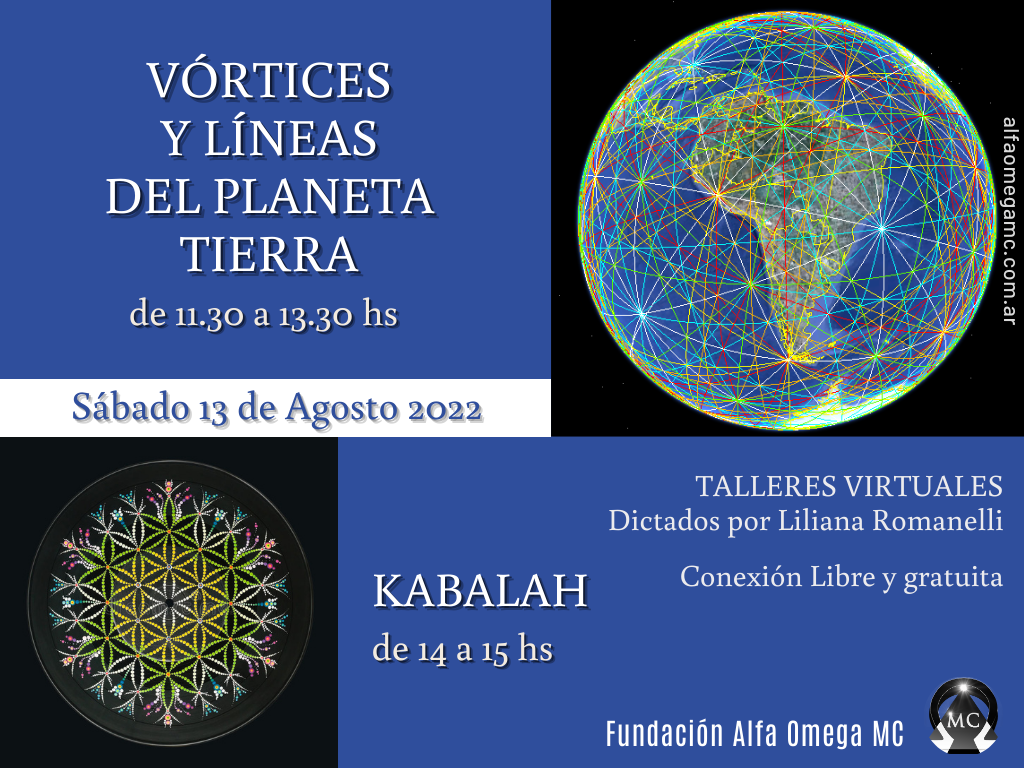 VÓRTICES
Y LÍNEAS
DEL PLANETA
TIERRA
de 11.30 a 13.30 hs
Sábado 13 de Agosto 2022
alfaomegamc.com.ar
TALLERES VIRTUALES
Dictados por Liliana Romanelli
Conexión Libre y gratuita
KABALAH
de 14 a 15 hs
Fundación Alfa Omega MC
MC